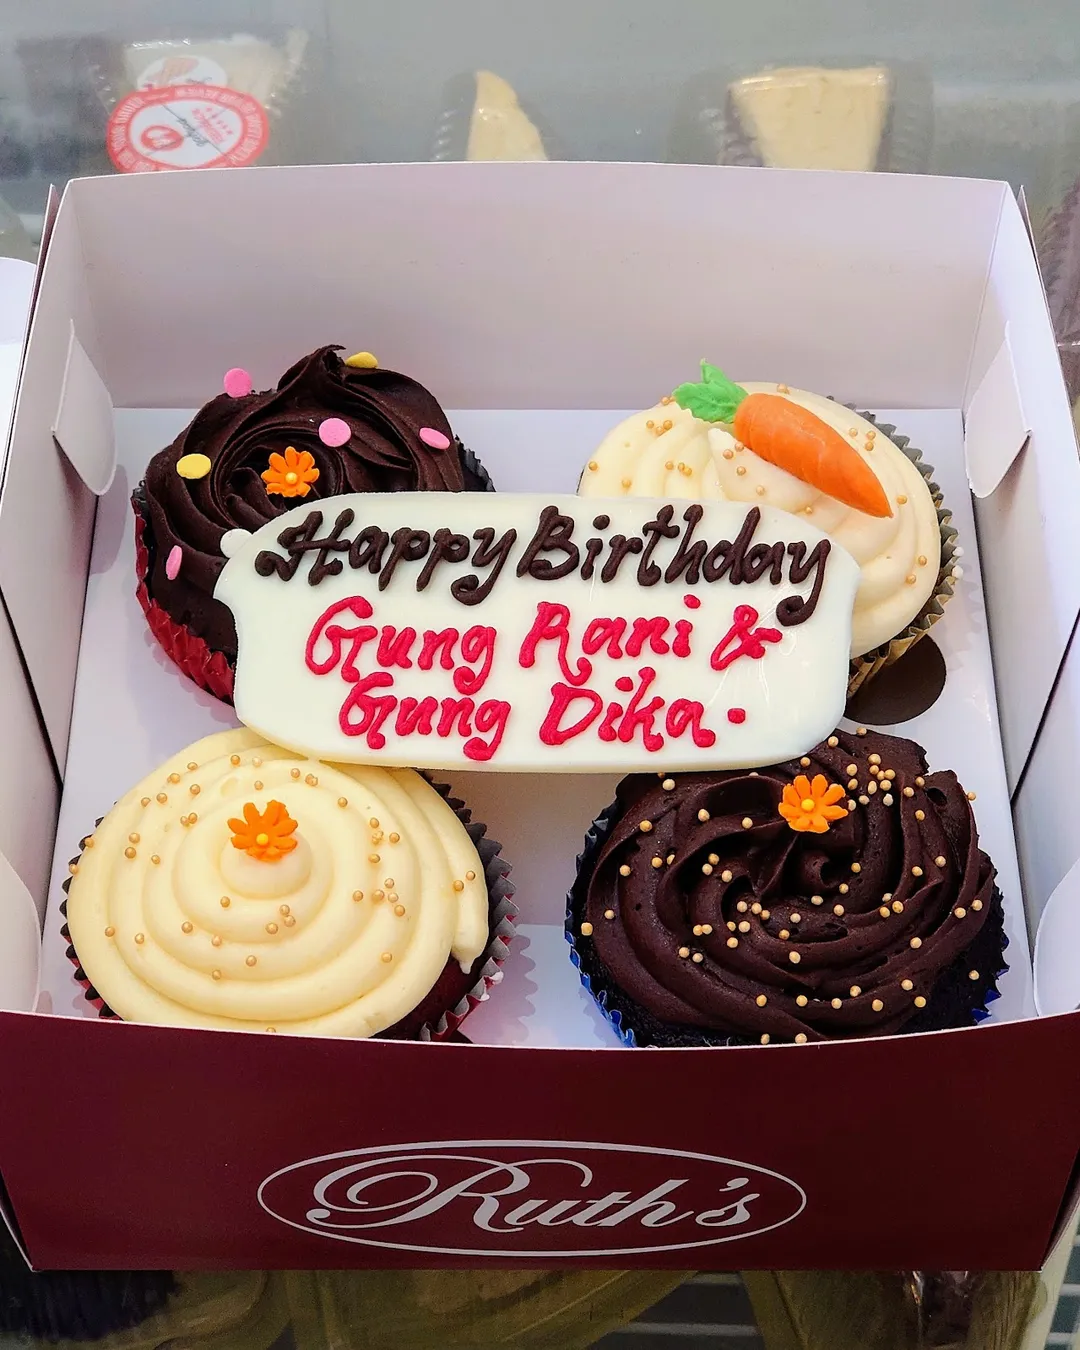 Happy Birthday
Gung Rani &
Gung Dika.
Ruth's